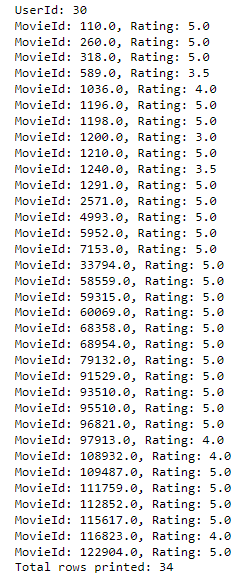 UserId: 30
MovieId: 110.0, Rating: 5.0
MovieId: 260.0, Rating: 5.0
MovieId: 318.0, Rating: 5.0
MovieId: 589.0, Rating: 3.5
MovieId: 1036.0, Rating: 4.0
MovieId: 1196.0, Rating: 5.0
MovieId: 1198.0, Rating: 5.0
MovieId: 1200.0, Rating: 3.0
MovieId: 1210.0, Rating: 5.0
MovieId: 1240.0, Rating: 3.5
MovieId: 1291.0, Rating: 5.0
MovieId: 2571.0, Rating: 5.0
MovieId: 4993.0, Rating: 5.0
MovieId: 5952.0, Rating: 5.0
MovieId: 7153.0, Rating: 5.0
MovieId: 33794.0, Rating: 5.0
MovieId: 58559.0, Rating: 5.0
MovieId: 59315.0, Rating: 5.0
MovieId: 60069.0, Rating: 5.0
MovieId: 68358.0, Rating: 5.0
MovieId: 68954.0, Rating: 5.0
MovieId: 79132.0, Rating: 5.0
MovieId: 91529.0, Rating: 5.0
MovieId: 93510.0, Rating: 5.0
MovieId: 95510.0, Rating: 5.0
MovieId: 96821.0, Rating: 5.0
MovieId: 97913.0, Rating: 4.0
MovieId: 108932.0, Rating: 4.0
MovieId: 109487.0, Rating: 5.0
MovieId: 111759.0, Rating: 5.0
MovieId: 112852.0, Rating: 5.0
MovieId: 115617.0, Rating: 5.0
MovieId: 116823.0, Rating: 4.0
MovieId: 122904.0, Rating: 5.0
Total rows printed: 34